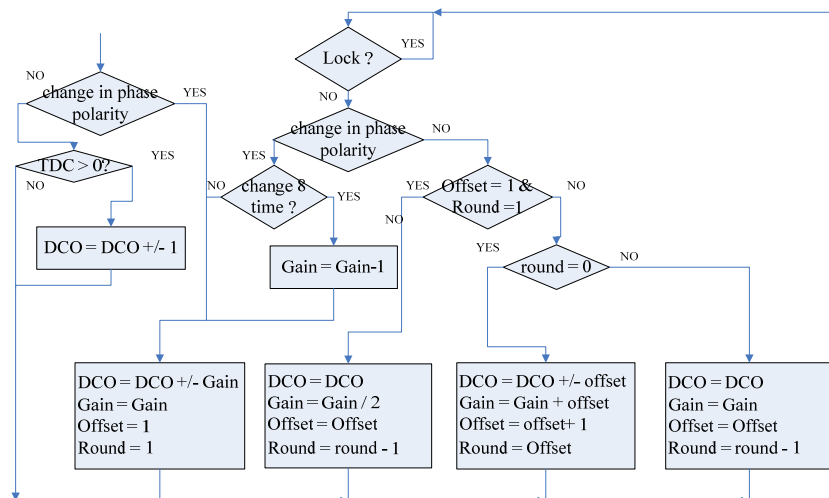 Lock ?
YES
NO
NO
change in phase
polarity
YES
change in phase
polarity
NO
YES
TDC > 0?
YES
NO
change 8
time ?
NO
YES
Offset = 1 &
Round =1
YES
NO
NO
DCO = DCO +/- 1
Gain = Gain-1
YES
round = 0
NO
DCO = DCO +/- Gain
Gain = Gain
Offset = 1
Round = 1
DCO = DCO
Gain = Gain / 2
Offset = Offset
Round = round - 1
DCO = DCO +/- offset
Gain = Gain + offset
Offset = offset+ 1
Round = Offset
DCO = DCO
Gain = Gain
Offset = Offset
Round = round - 1